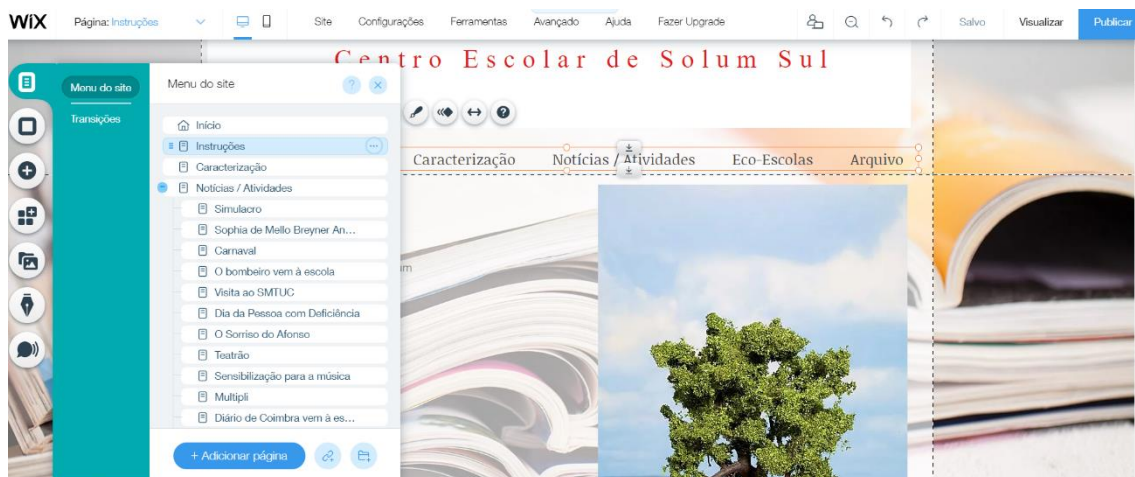 WiX Página: Instruções Site Configurações Ferramentas Avançado Ajuda Fazer Upgrade Salvo Visualizar Publicar
Centro Escolar de Solum Sul
Menu do site
Transições
Menu do site ? ×
Início
Instruções
Caracterização
Notícias / Atividades
Simulacro
Sophia de Mello Breyner An...
Carnaval
O bombeiro vem à escola
Visita ao SMTUC
Dia da Pessoa com Deficiência
O Sorriso do Afonso
Teatrão
Sensibilização para a música
Multipli
Diário de Coimbra vem à es...
+ Adicionar página
?
Caracterização Notícias / Atividades Eco-Escolas Arquivo